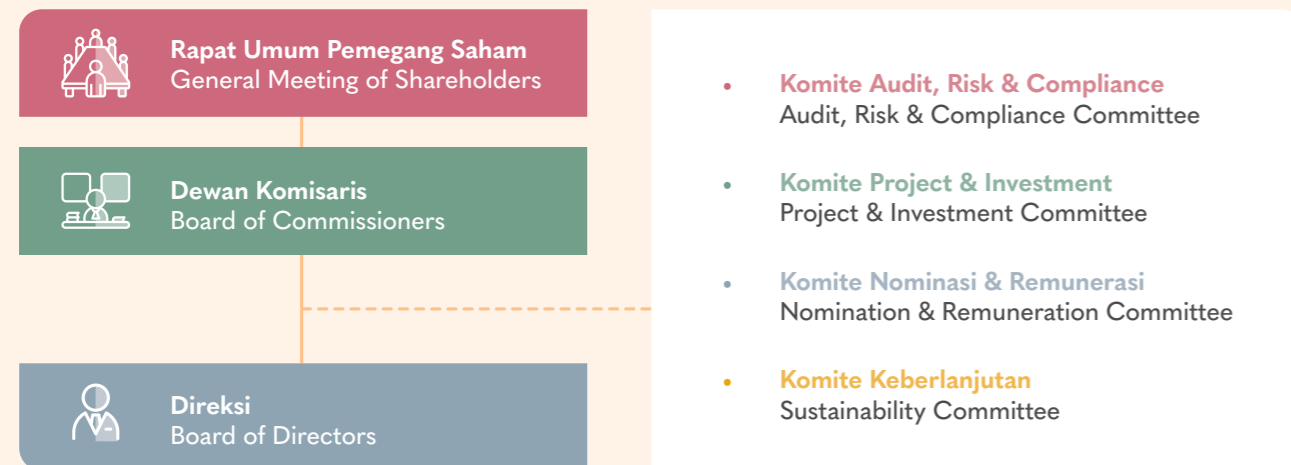 Rapat Umum Pemegang Saham
General Meeting of Shareholders
Dewan Komisaris
Board of Commissioners
Direksi
Board of Directors
• Komite Audit, Risk & Compliance
Audit, Risk & Compliance Committee
• Komite Project & Investment
Project & Investment Committee
• Komite Nominasi & Remunerasi
Nomination & Remuneration Committee
• Komite Keberlanjutan
Sustainability Committee